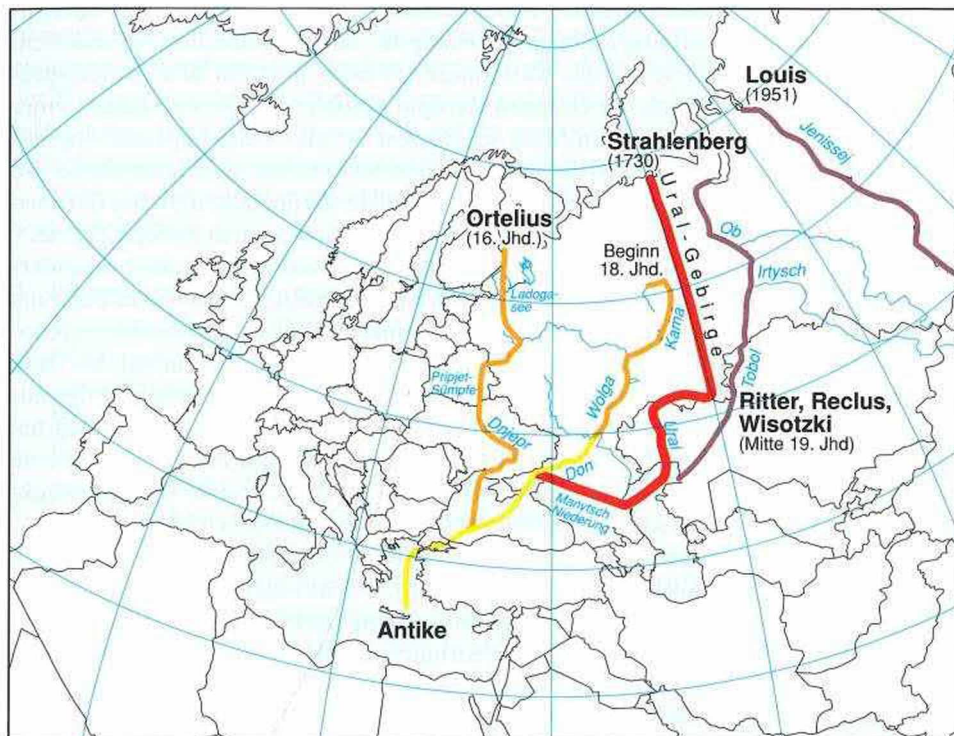 Louis
(1951)
Jenissej
Strahlenberg
(1730)
Ural-Gebirge
Ortelius
(16. Jhd.)
Beginn
18. Jhd.
Ob
Irtysch
Ladoga-
see
Kama
Tobol
Pripjet-
Sümpfe
Wolga
Ritter, Reclus,
Wisotzki
(Mitte 19. Jhd)
Dnjepr
Ural
Don
Manytsch
Niederung
Antike